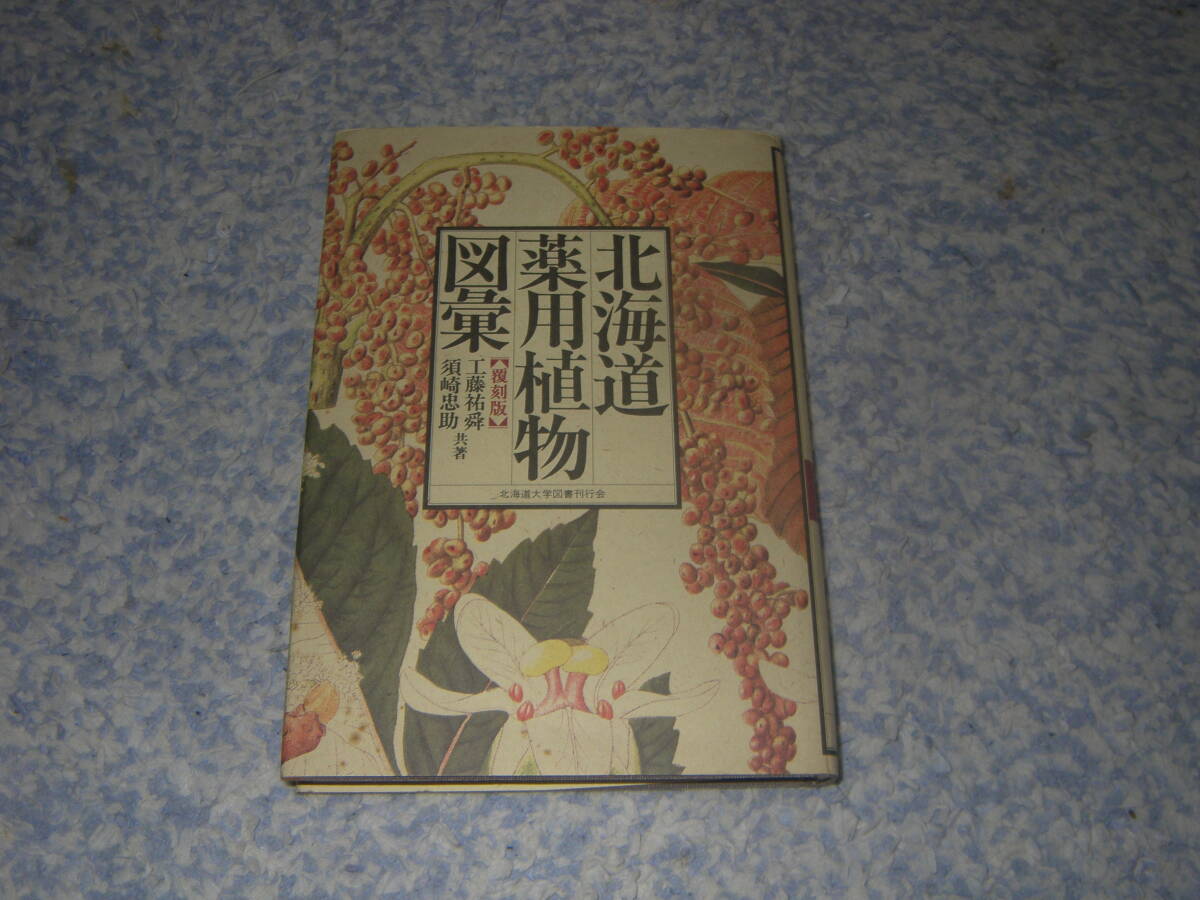 北海道
薬用植物
図彙
【覆刻版】
工藤祐舜
須崎忠助
共著
北海道大学図書刊行会